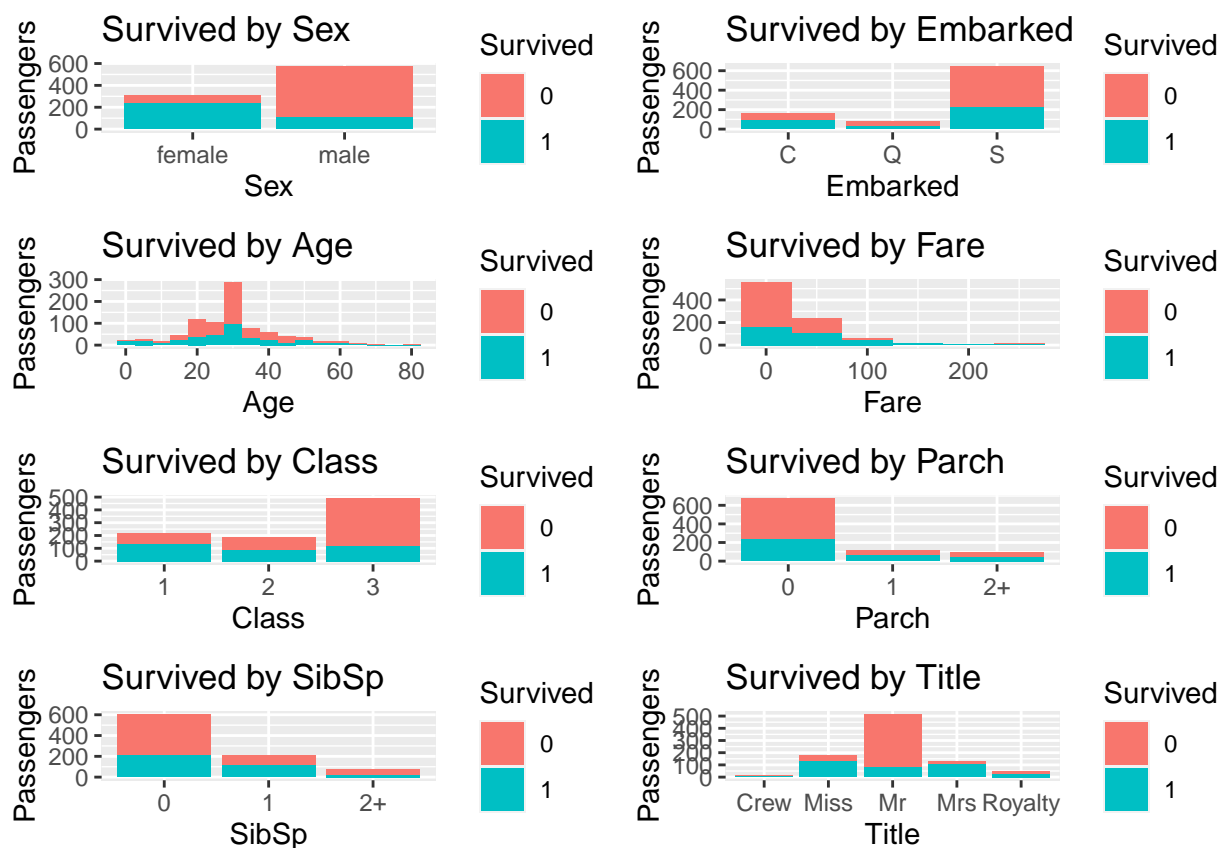 Survived by Sex
Passengers
600
400
200
0
female male
Sex
Survived
0
1
Survived by Embarked
Passengers
600
400
200
0
C Q S
Embarked
Survived
0
1
Survived by Age
Passengers
300
200
100
0
0 20 40 60 80
Age
Survived
0
1
Survived by Fare
Passengers
400
200
0
0 100 200
Fare
Survived
0
1
Survived by Class
Passengers
500
400
300
200
100
0
1 2 3
Class
Survived
0
1
Survived by Parch
Passengers
600
400
200
0
0 1 2+
Parch
Survived
0
1
Survived by SibSp
Passengers
600
400
200
0
0 1 2+
SibSp
Survived
0
1
Survived by Title
Passengers
500
400
300
200
100
0
Crew Miss Mr Mrs Royalty
Title
Survived
0
1